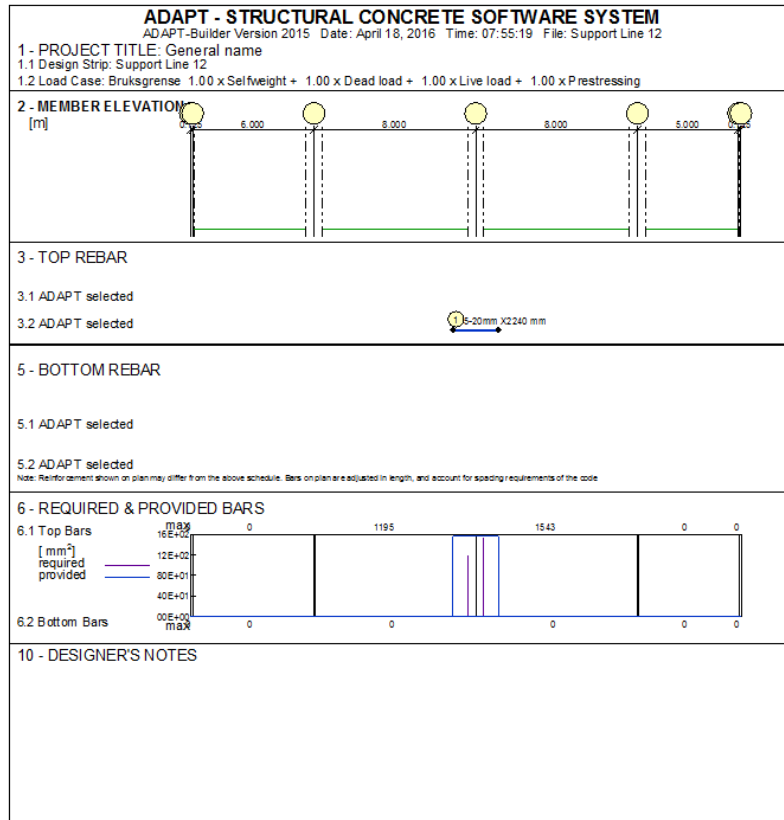 ADAPT - STRUCTURAL CONCRETE SOFTWARE SYSTEM
ADAPT-Builder Version 2015 Date: April 18, 2016 Time: 07:55:19 File: Support Line 12
1 - PROJECT TITLE: General name
1.1 Design Strip: Support Line 12
1.2 Load Case: Bruksgrense 1.00 x Selfweight + 1.00 x Dead load + 1.00 x Live load + 1.00 x Prestressing
2 - MEMBER ELEVATION
[m] 6.000 8.000 8.000 5.000
3 - TOP REBAR
3.1 ADAPT selected
3.2 ADAPT selected 1 5-20mm X2240 mm
5 - BOTTOM REBAR
5.1 ADAPT selected
5.2 ADAPT selected
Note: Reinforcement shown on plan may differ from the above schedule. Bars on plan are adjusted in length, and account for spacing requirements of the code
6 - REQUIRED & PROVIDED BARS
6.1 Top Bars max 0 1195 1543 0 0
16E+02
[ mm²] 12E+02
required
provided 80E+01
40E+01
00E+00
6.2 Bottom Bars max 0 0 0 0 0
10 - DESIGNER'S NOTES